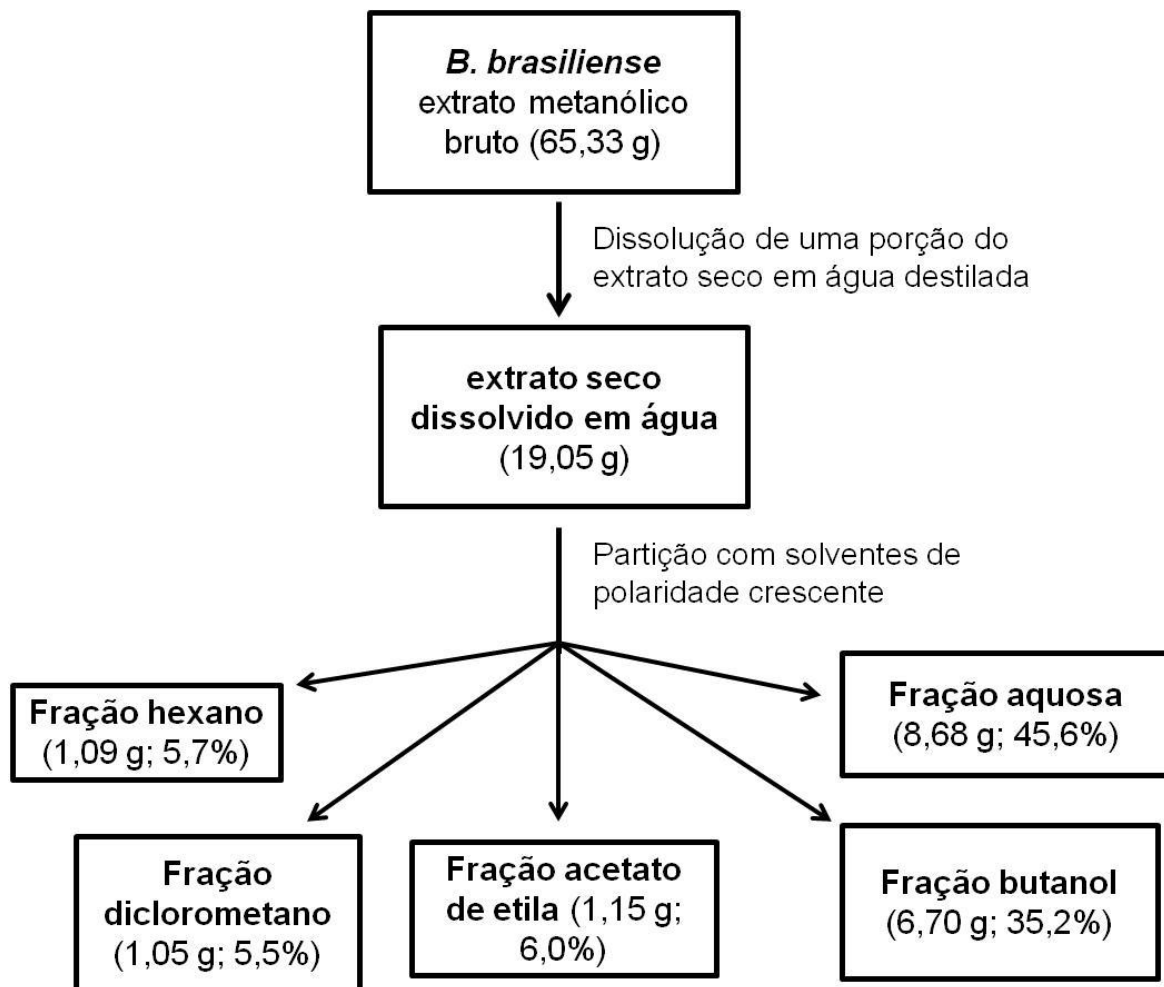 B. brasiliense
extrato metanólico
bruto (65,33 g)
Dissolução de uma porção do
extrato seco em água destilada
extrato seco
dissolvido em água
(19,05 g)
Partição com solventes de
polaridade crescente
Fração hexano
(1,09 g; 5,7%)
Fração
diclorometano
(1,05 g; 5,5%)
Fração acetato
de etila (1,15 g;
6,0%)
Fração aquosa
(8,68 g; 45,6%)
Fração butanol
(6,70 g; 35,2%)